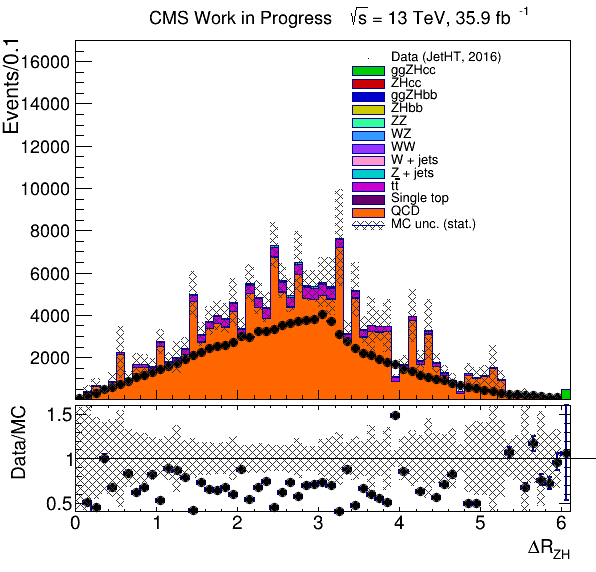 CMS Work in Progress √s = 13 TeV, 35.9 fb⁻¹
Events/0.1
16000
14000
12000
10000
8000
6000
4000
2000
Data (JetHT, 2016)
ggZHcc
ZHcc
ggZHbb
ZHbb
ZZ
WZ
WW
W + jets
Z + jets
tt̅
Single top
QCD
MC unc. (stat.)
Data/MC
1.5
1
0.5
0 1 2 3 4 5 6
ΔR_ZH